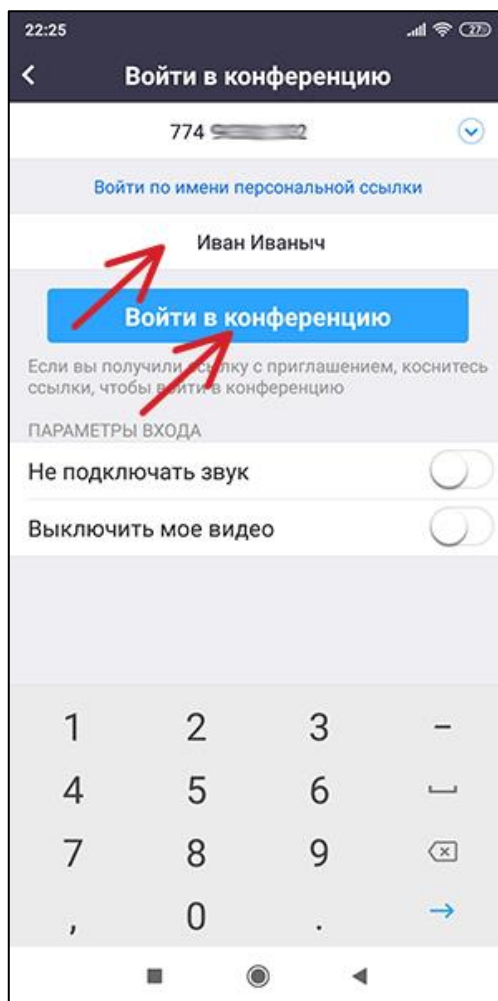 22:25 27
Войти в конференцию
774 2
Войти по имени персональной ссылки
Иван Иваныч
Войти в конференцию
Если вы получили ссылку с приглашением, коснитесь
ссылки, чтобы войти в конференцию
ПАРАМЕТРЫ ВХОДА
Не подключать звук
Выключить мое видео
1 2 3 -
4 5 6
7 8 9
, 0 .